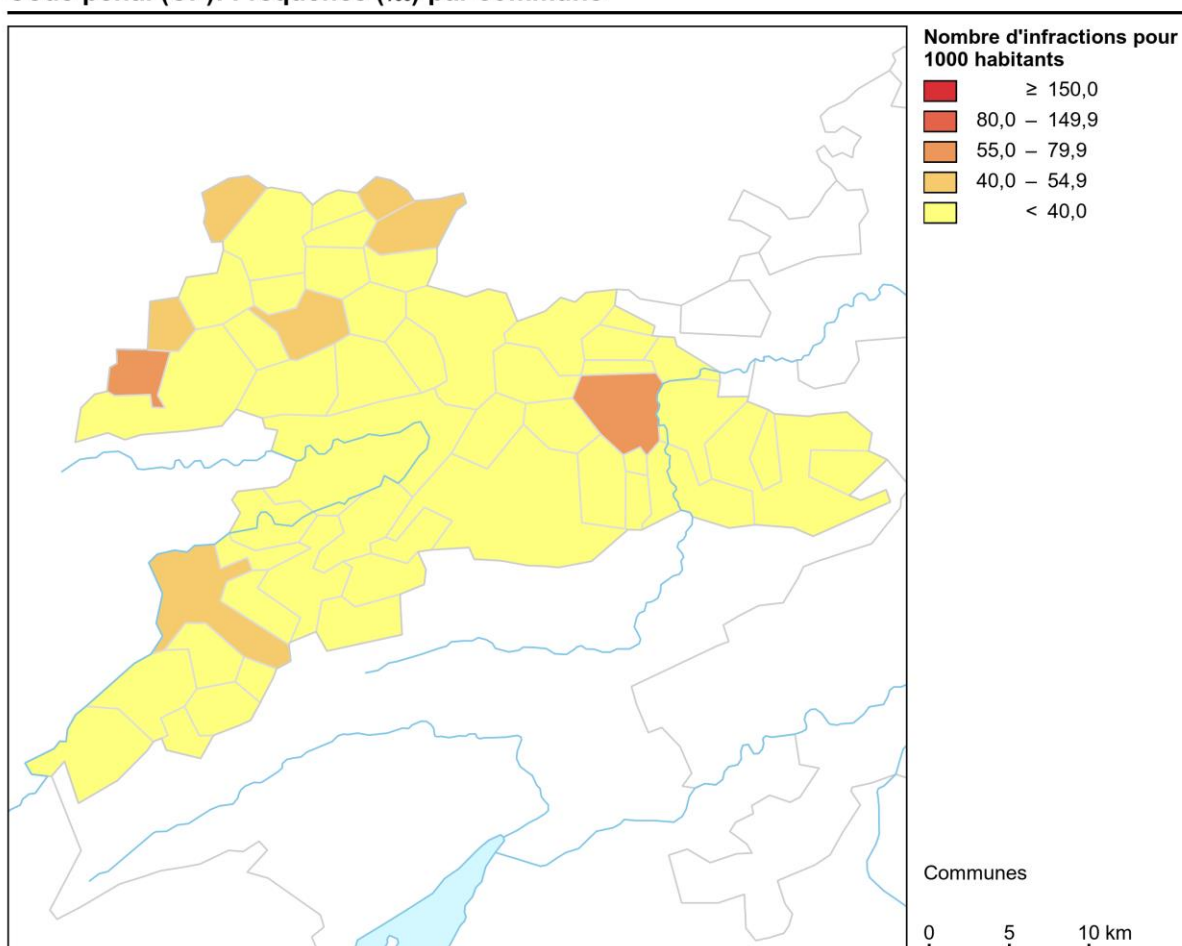 Nombre d'infractions pour
1000 habitants
≥ 150,0
80,0 – 149,9
55,0 – 79,9
40,0 – 54,9
< 40,0
Communes
0 5 10 km